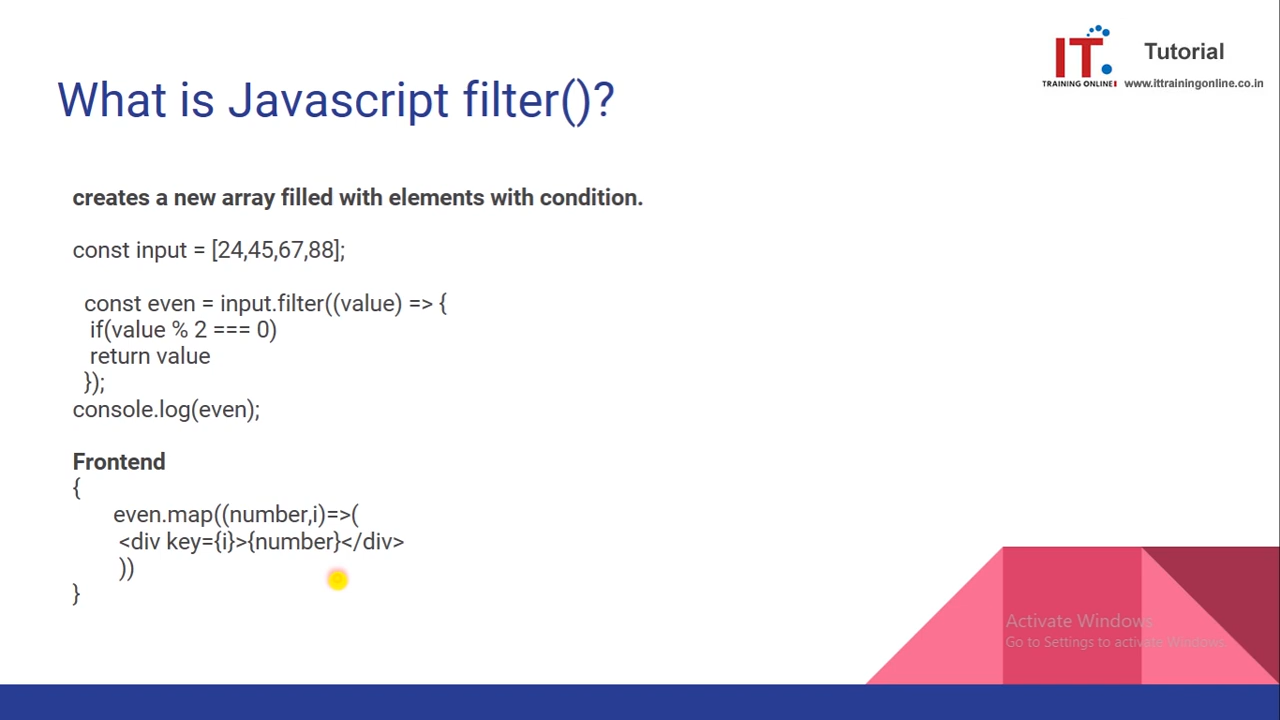 IT.
TRAINING ONLINE
Tutorial
www.ittrainingonline.co.in
What is Javascript filter()?
creates a new array filled with elements with condition.
const input = [24,45,67,88];
const even = input.filter((value) => {
if(value % 2 === 0)
return value
});
console.log(even);
Frontend
{
even.map((number,i)=>(
<div key={i}>{number}</div>
))
}
Activate Windows
Go to Settings to activate Windows.